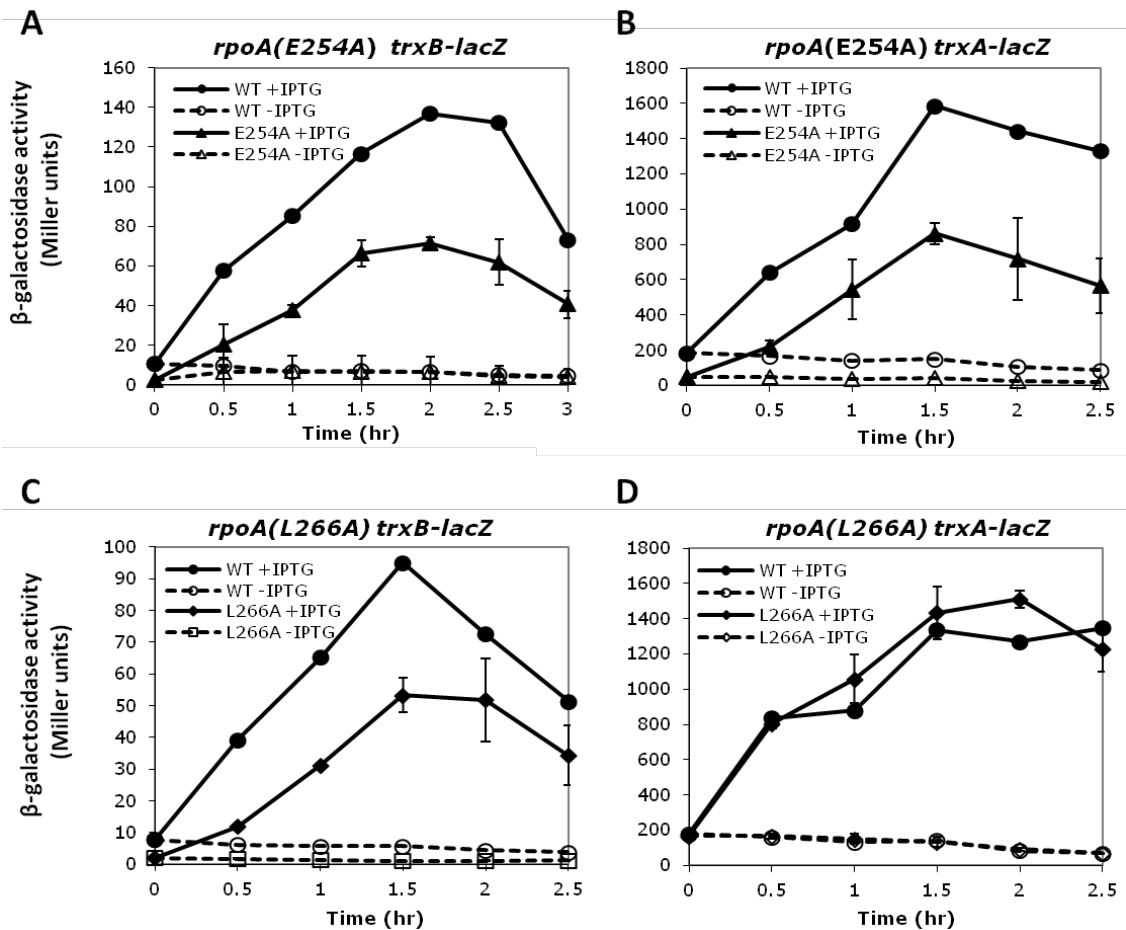 A
rpoA(E254A) trxB-lacZ
β-galactosidase activity
(Miller units)
160
140
120
100
80
60
40
20
0
WT +IPTG
WT -IPTG
E254A +IPTG
E254A -IPTG
0 0.5 1 1.5 2 2.5 3
Time (hr)
B
rpoA(E254A) trxA-lacZ
1800
1600
1400
1200
1000
800
600
400
200
0
WT +IPTG
WT -IPTG
E254A +IPTG
E254A -IPTG
0 0.5 1 1.5 2 2.5
Time (hr)
C
rpoA(L266A) trxB-lacZ
β-galactosidase activity
(Miller units)
100
90
80
70
60
50
40
30
20
10
0
WT +IPTG
WT -IPTG
L266A +IPTG
L266A -IPTG
0 0.5 1 1.5 2 2.5
Time (hr)
D
rpoA(L266A) trxA-lacZ
1800
1600
1400
1200
1000
800
600
400
200
0
WT +IPTG
WT -IPTG
L266A +IPTG
L266A -IPTG
0 0.5 1 1.5 2 2.5
Time (hr)